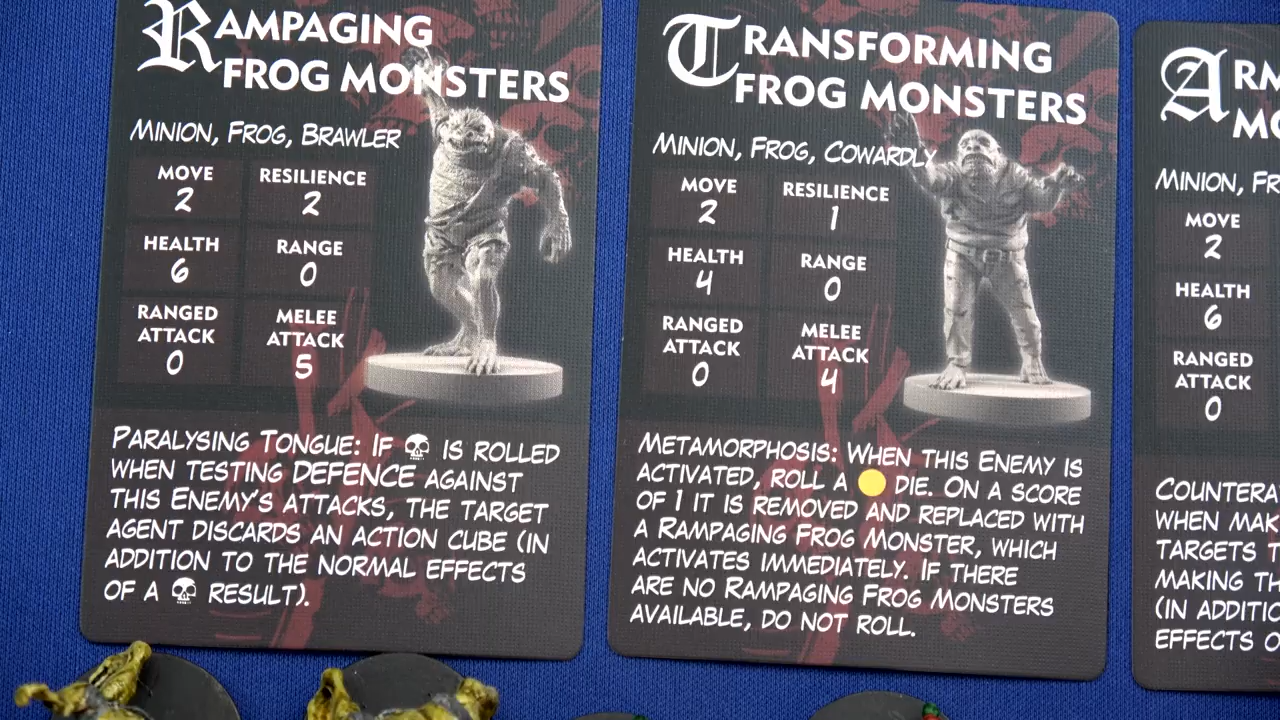 RAMPAGING
FROG MONSTERS
MINION, FROG, BRAWLER
MOVE
2
RESILIENCE
2
HEALTH
6
RANGE
0
RANGED
ATTACK
0
MELEE
ATTACK
5
PARALYSING TONGUE: IF IS ROLLED
WHEN TESTING DEFENCE AGAINST
THIS ENEMY'S ATTACKS, THE TARGET
AGENT DISCARDS AN ACTION CUBE (IN
ADDITION TO THE NORMAL EFFECTS
OF A RESULT).
TRANSFORMING
FROG MONSTERS
MINION, FROG, COWARDLY
MOVE
2
RESILIENCE
1
HEALTH
4
RANGE
0
RANGED
ATTACK
0
MELEE
ATTACK
4
METAMORPHOSIS: WHEN THIS ENEMY IS
ACTIVATED, ROLL A DIE. ON A SCORE
OF 1 IT IS REMOVED AND REPLACED WITH
A RAMPAGING FROG MONSTER, WHICH
ACTIVATES IMMEDIATELY. IF THERE
ARE NO RAMPAGING FROG MONSTERS
AVAILABLE, DO NOT ROLL.
MINION,
MOVE
2
HEALTH
6
RANGED
ATTACK
0
WHEN
TARGETS
MAKING
EFFECTS